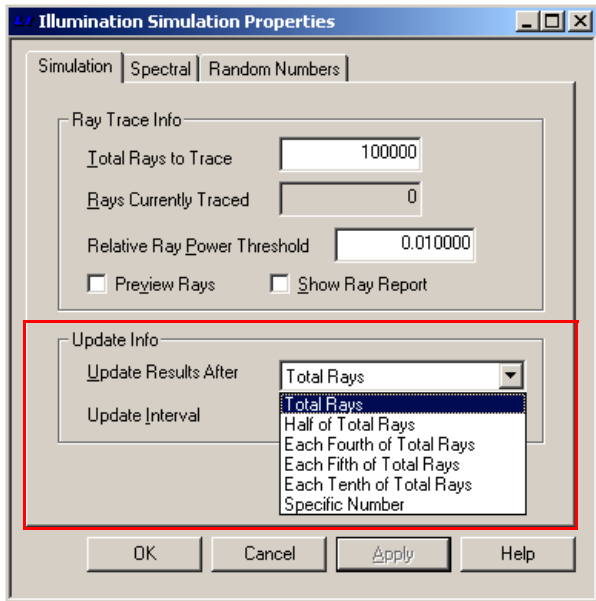 Illumination Simulation Properties
Simulation Spectral Random Numbers
Ray Trace Info
Total Rays to Trace 100000
Rays Currently Traced 0
Relative Ray Power Threshold 0.010000
Preview Rays Show Ray Report
Update Info
Update Results After Total Rays
Update Interval
Total Rays
Half of Total Rays
Each Fourth of Total Rays
Each Fifth of Total Rays
Each Tenth of Total Rays
Specific Number
OK Cancel Apply Help